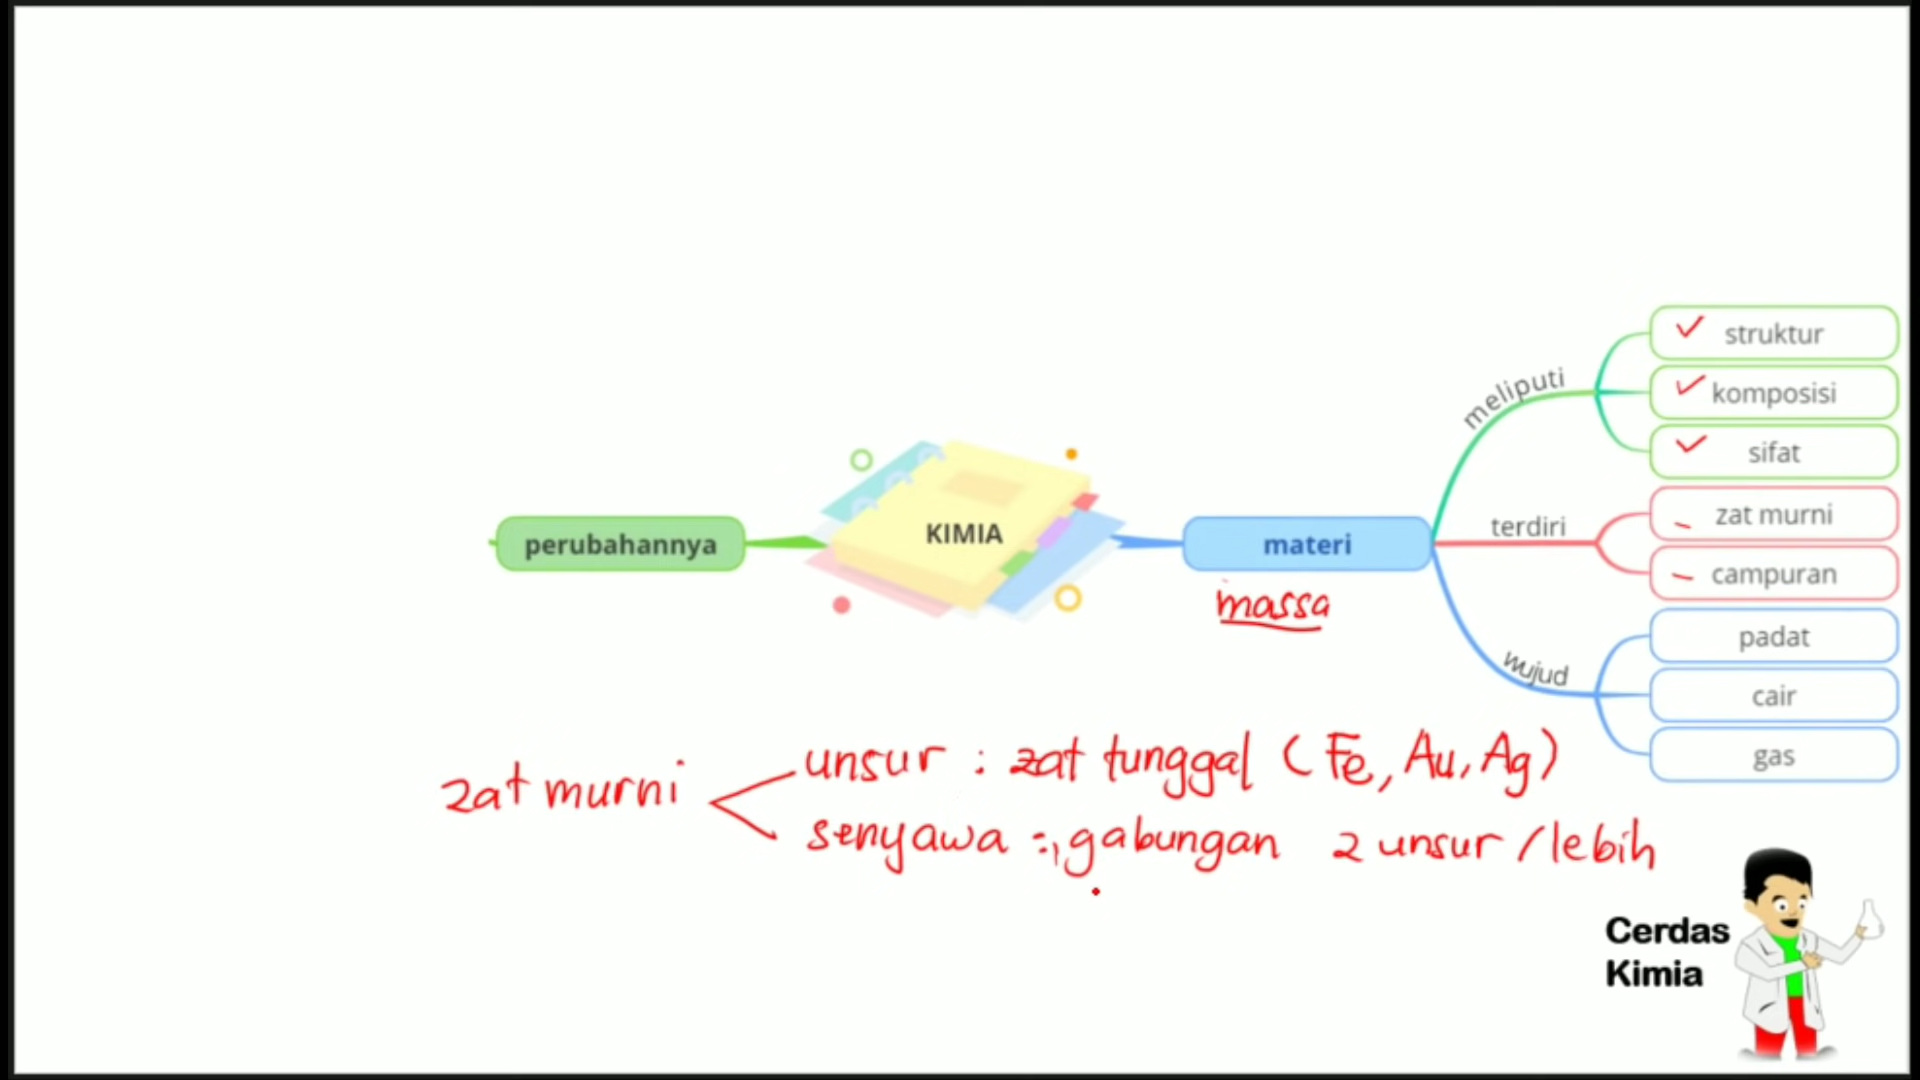 perubahannya
KIMIA
materi
massa
meliputi
struktur
komposisi
sifat
terdiri
zat murni
campuran
wujud
padat
cair
gas
zat murni
unsur : zat tunggal (Fe, Au, Ag)
senyawa : gabungan 2 unsur/lebih
Cerdas
Kimia